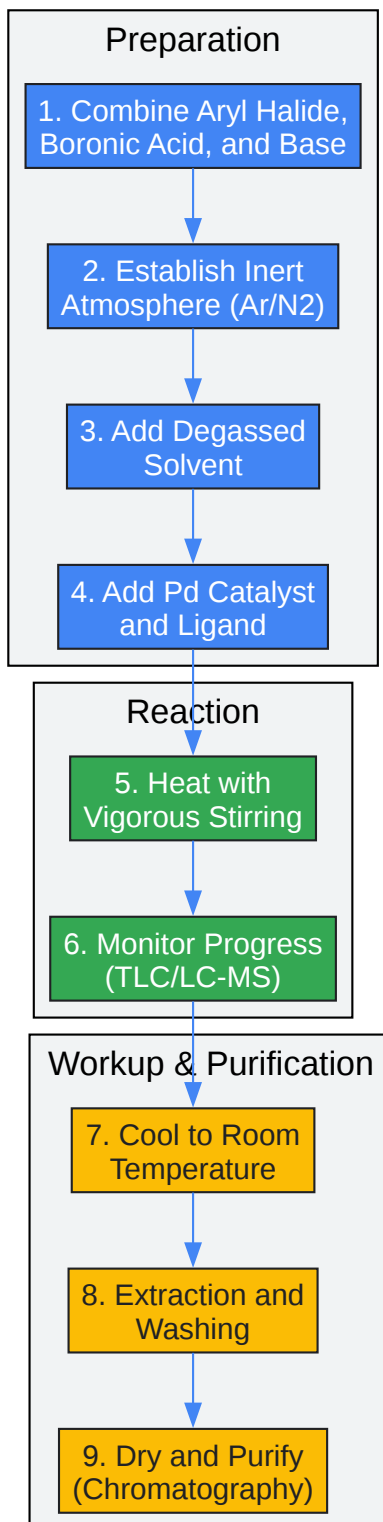 Preparation
1. Combine Aryl Halide,
Boronic Acid, and Base
2. Establish Inert
Atmosphere (Ar/N2)
3. Add Degassed
Solvent
4. Add Pd Catalyst
and Ligand
Reaction
5. Heat with
Vigorous Stirring
6. Monitor Progress
(TLC/LC-MS)
Workup & Purification
7. Cool to Room
Temperature
8. Extraction and
Washing
9. Dry and Purify
(Chromatography)